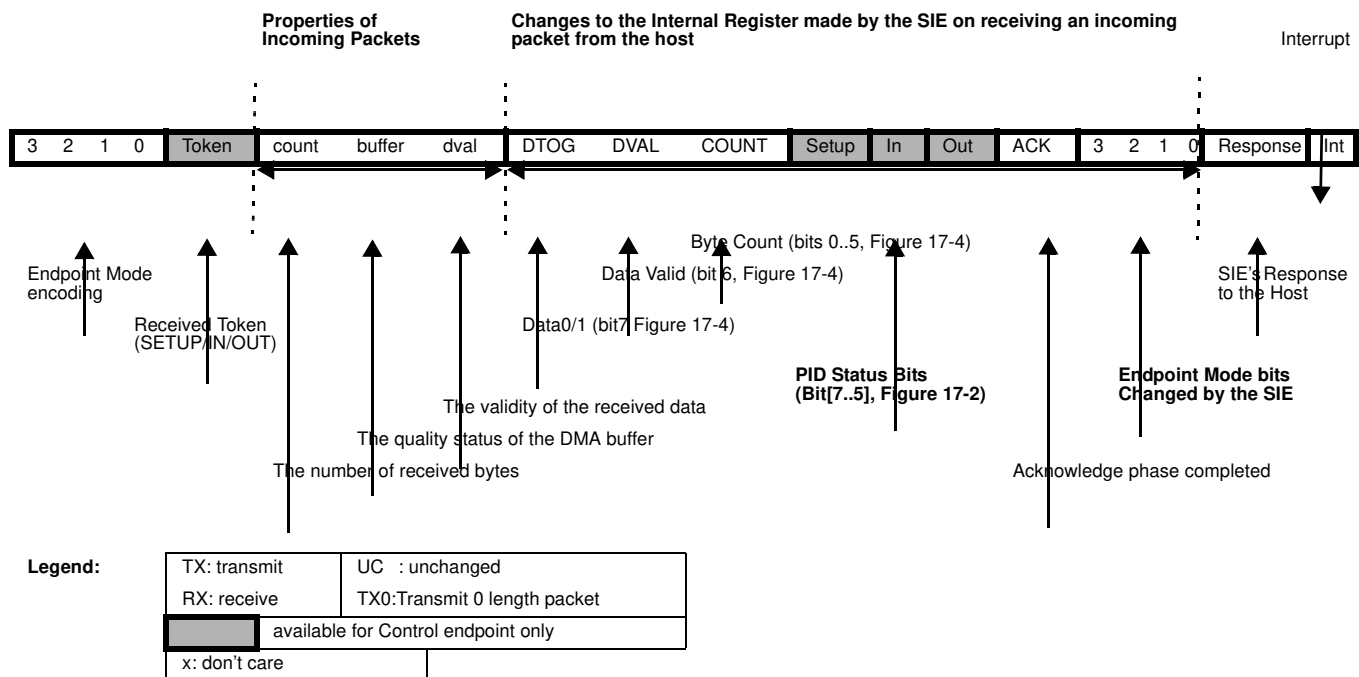 Properties of
Incoming Packets
Changes to the Internal Register made by the SIE on receiving an incoming
packet from the host
Interrupt
3 2 1 0 Token count buffer dval DTOG DVAL COUNT Setup In Out ACK 3 2 1 0 Response Int
Byte Count (bits 0..5, Figure 17-4)
Endpoint Mode
encoding
Data Valid (bit 6, Figure 17-4)
SIE's Response
to the Host
Received Token
(SETUP/IN/OUT)
Data0/1 (bit7 Figure 17-4)
PID Status Bits
(Bit[7..5], Figure 17-2)
Endpoint Mode bits
Changed by the SIE
The validity of the received data
The quality status of the DMA buffer
The number of received bytes
Acknowledge phase completed
Legend:
TX: transmit
UC : unchanged
RX: receive
TX0:Transmit 0 length packet
available for Control endpoint only
x: don't care